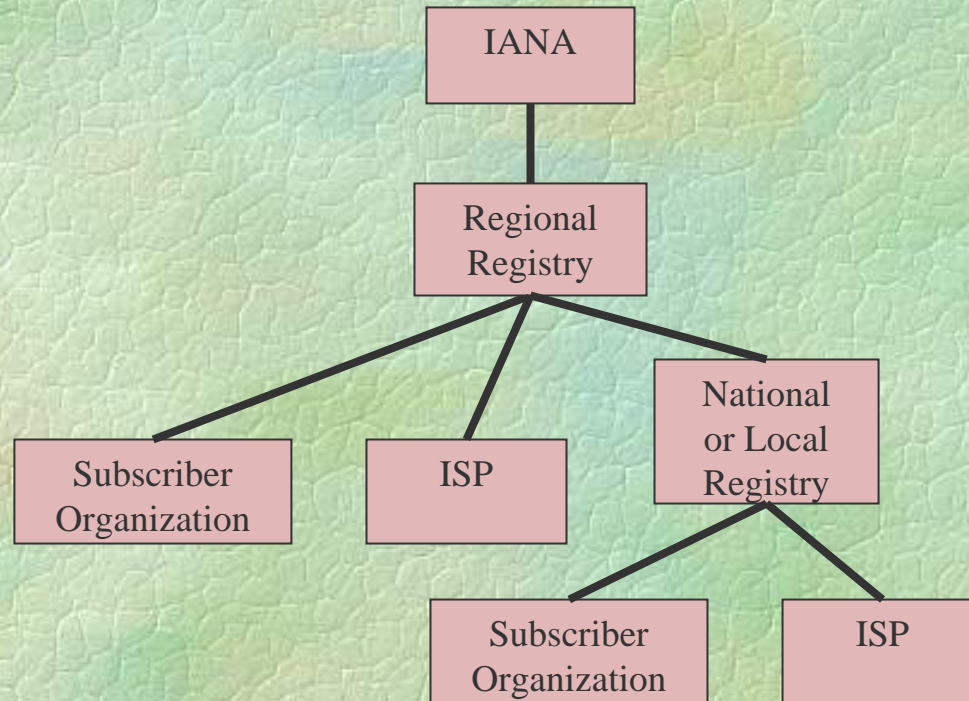 IANA
Regional
Registry
National
or Local
Registry
Subscriber
Organization
ISP
Subscriber
Organization
ISP